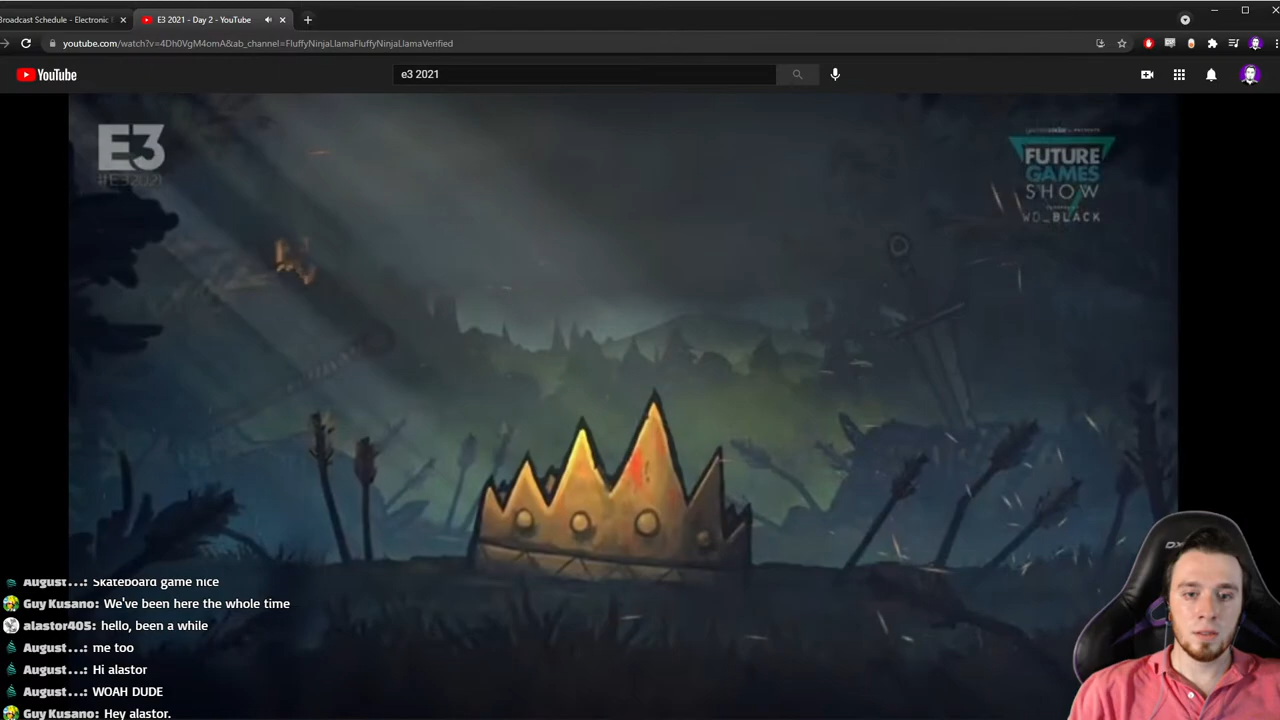 Broadcast Schedule - Electronic E
E3 2021 - Day 2 - YouTube
youtube.com/watch?v=4Dh0VgM4omA&ab_channel=FluffyNinjaLlamaFluffyNinjaLlamaVerified
YouTube
e3 2021
E3
#E32021
PRESENTS
FUTURE
GAMES
SHOW
WD_BLACK
DX
August...: Skateboard game nice
Guy Kusano: We've been here the whole time
alastor405: hello, been a while
August...: me too
August...: Hi alastor
August...: WOAH DUDE
Guy Kusano: Hey alastor.